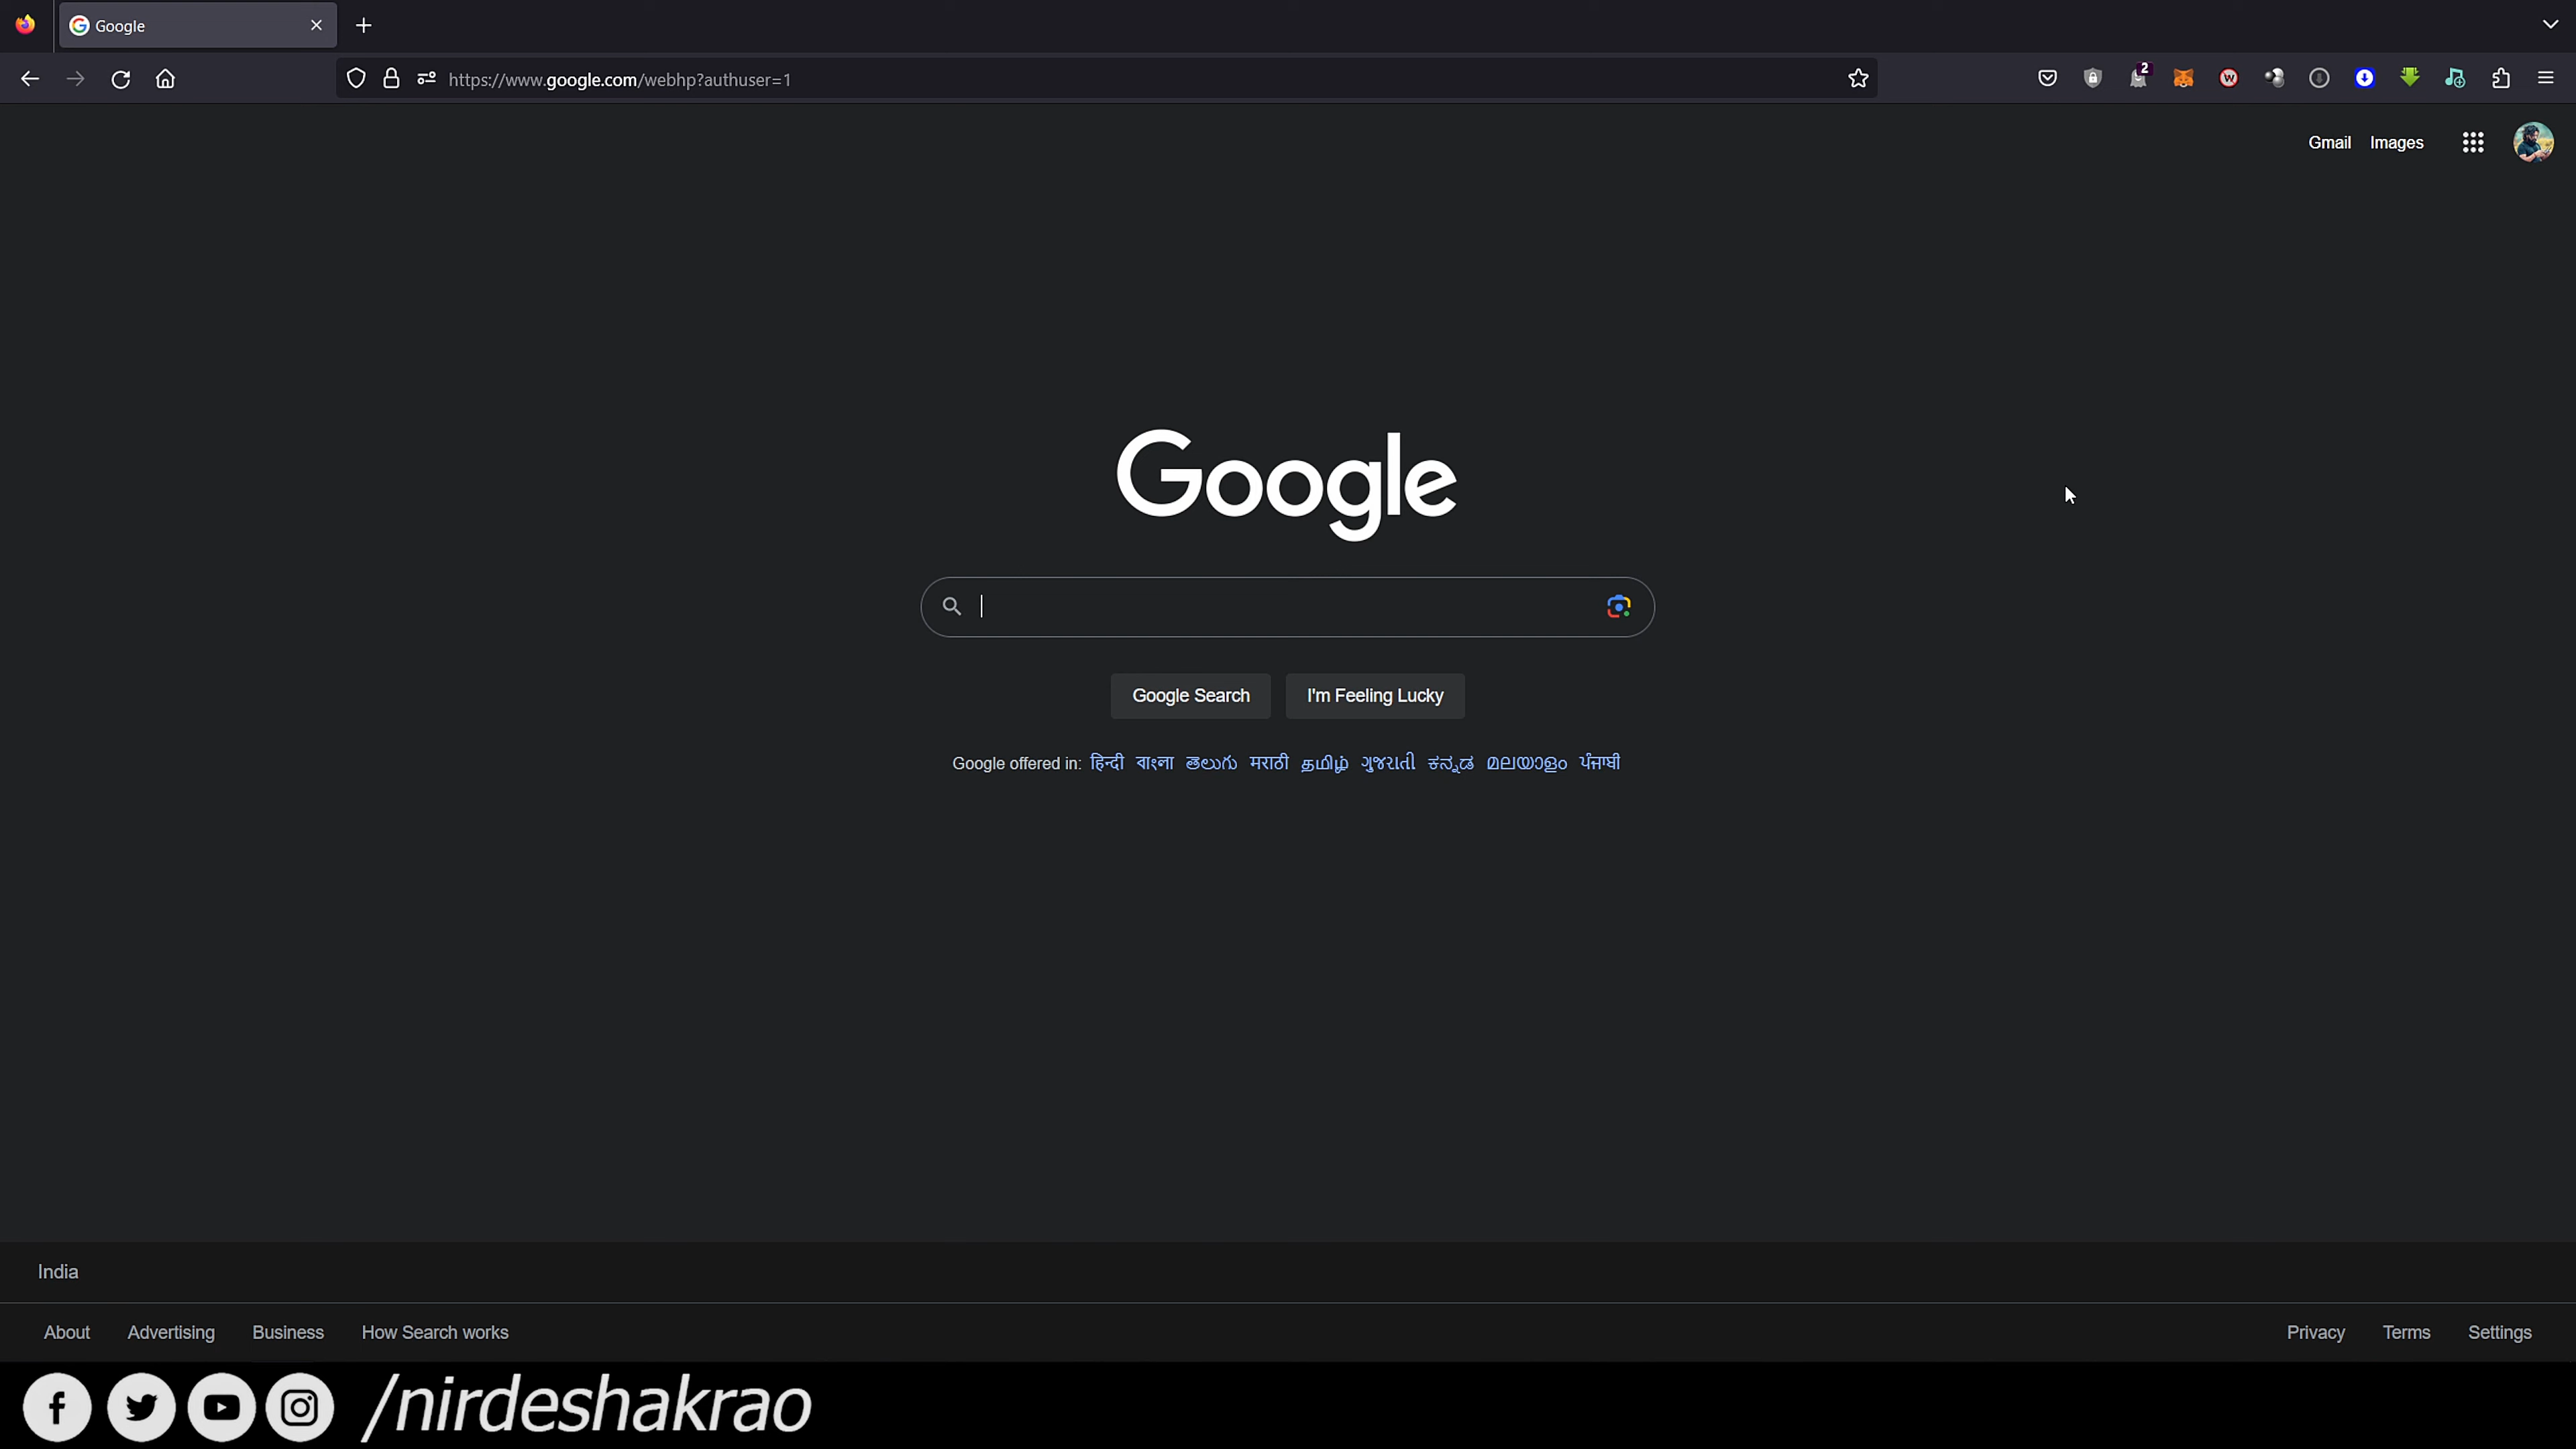 Google
https://www.google.com/webhp?authuser=1
2
Gmail Images
Google
Google Search I'm Feeling Lucky
Google offered in: हिन्दी বাংলা తెలుగు मराठी தமிழ் ગુજરાતી ಕನ್ನಡ മലയാളം ਪੰਜਾਬੀ
India
About Advertising Business How Search works Privacy Terms Settings
/nirdeshakrao